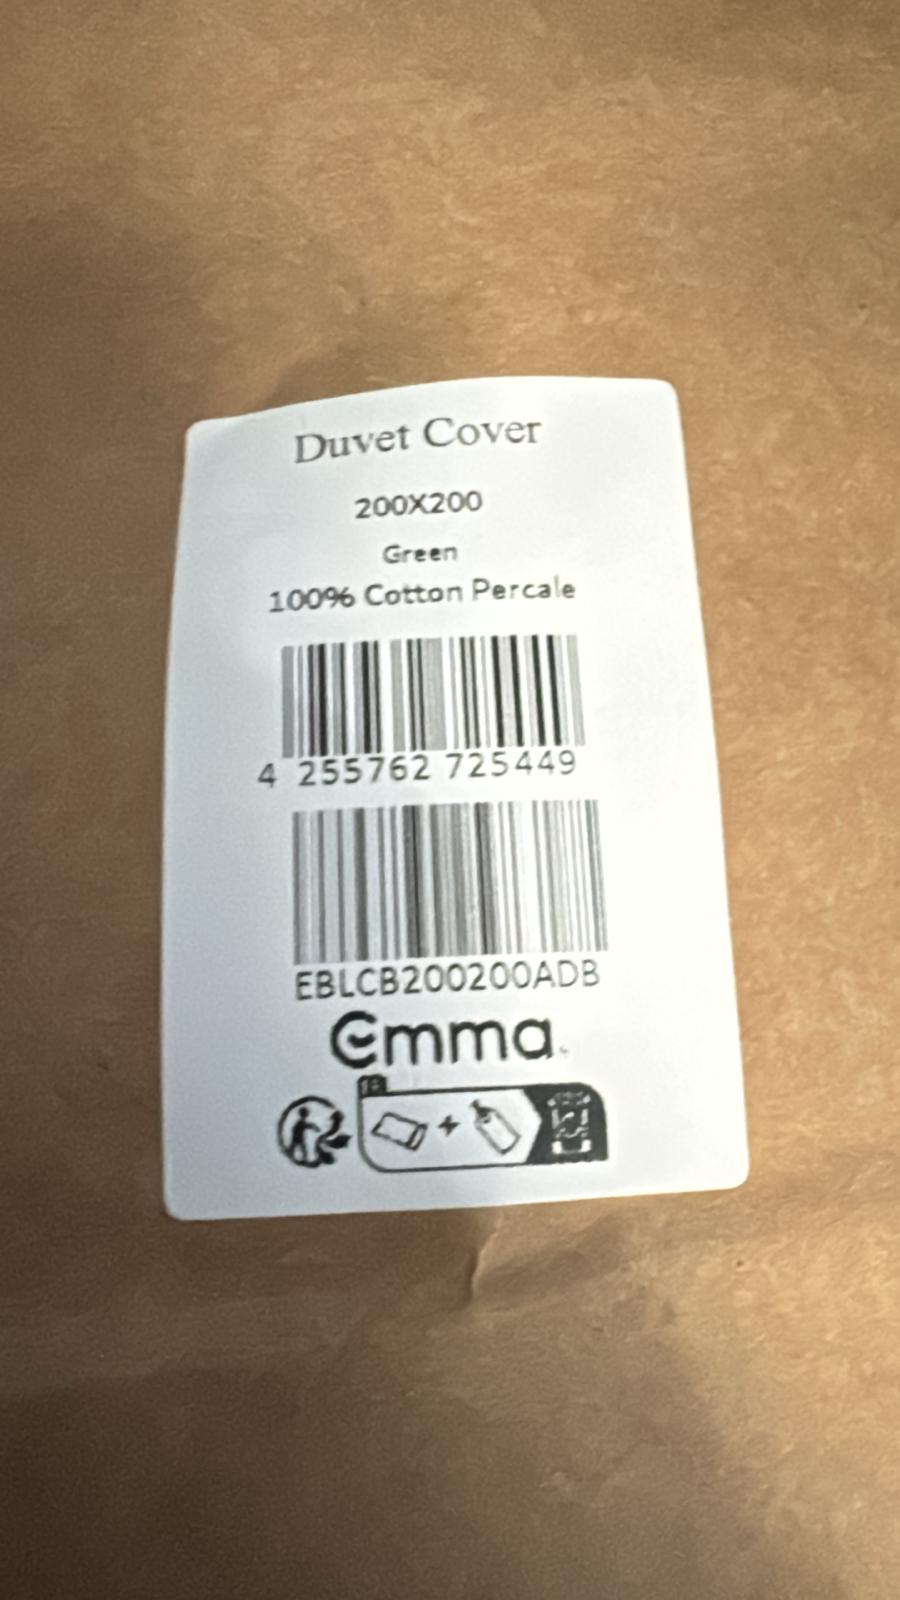 Duvet Cover
200X200
Green
100% Cotton Percale
4 255762 725449
EBLCB200200ADB
emma